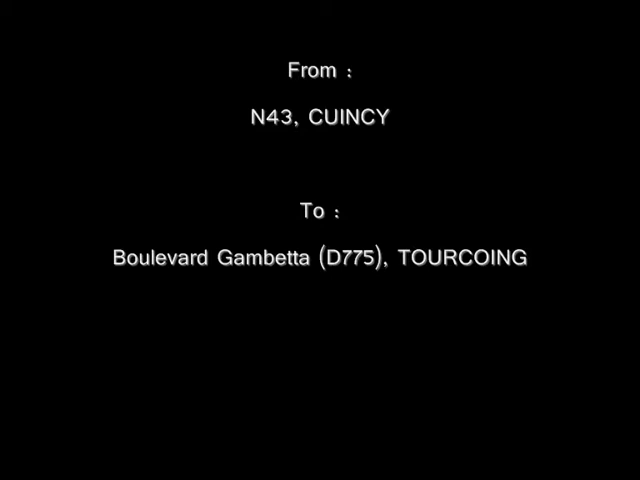 From :
N43, CUINCY
To :
Boulevard Gambetta (D775), TOURCOING